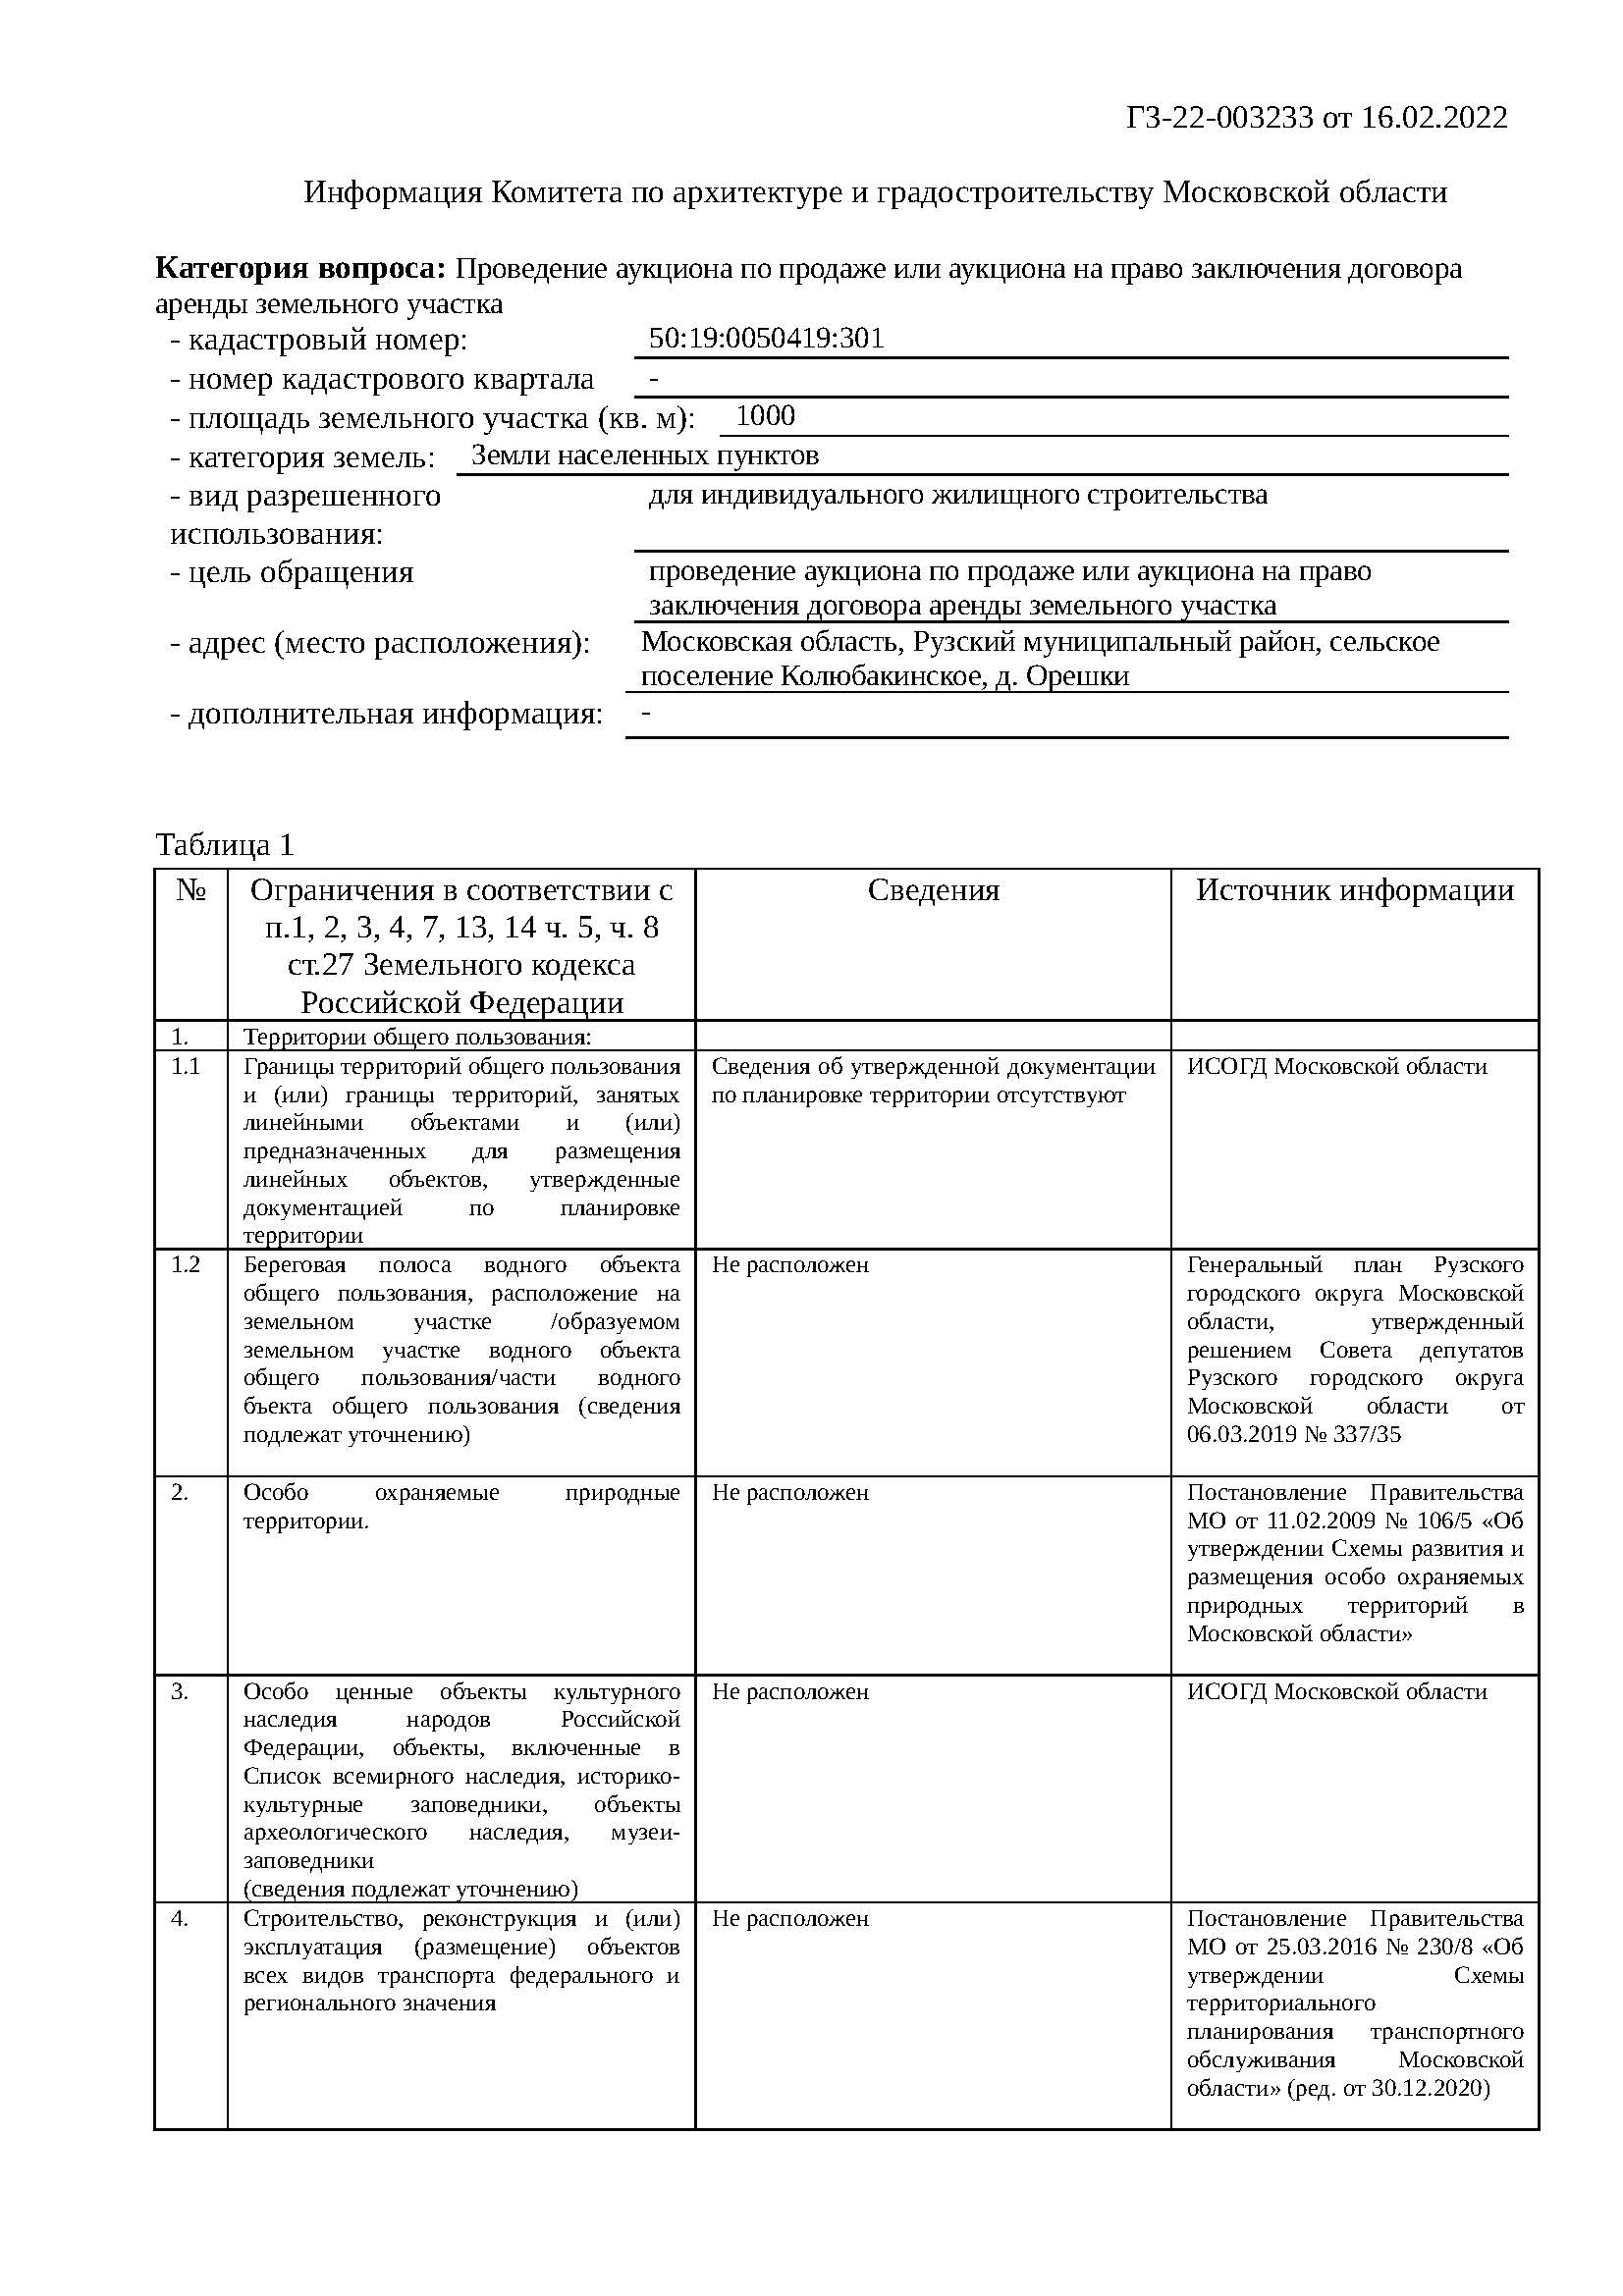 ГЗ-22-003233 от 16.02.2022
Информация Комитета по архитектуре и градостроительству Московской области
Категория вопроса: Проведение аукциона по продаже или аукциона на право заключения договора
аренды земельного участка
- кадастровый номер: 50:19:0050419:301
- номер кадастрового квартала -
- площадь земельного участка (кв. м): 1000
- категория земель: Земли населенных пунктов
- вид разрешенного для индивидуального жилищного строительства
использования:
- цель обращения проведение аукциона по продаже или аукциона на право
заключения договора аренды земельного участка
- адрес (место расположения): Московская область, Рузский муниципальный район, сельское
поселение Колюбакинское, д. Орешки
- дополнительная информация: -
Таблица 1
№
Ограничения в соответствии с
п.1, 2, 3, 4, 7, 13, 14 ч. 5, ч. 8
ст.27 Земельного кодекса
Российской Федерации
Сведения
Источник информации
1.
Территории общего пользования:
1.1
Границы территорий общего пользования
и (или) границы территорий, занятых
линейными объектами и (или)
предназначенных для размещения
линейных объектов, утвержденные
документацией по планировке
территории
Сведения об утвержденной документации
по планировке территории отсутствуют
ИСОГД Московской области
1.2
Береговая полоса водного объекта
общего пользования, расположение на
земельном участке /образуемом
земельном участке водного объекта
общего пользования/части водного
бъекта общего пользования (сведения
подлежат уточнению)
Не расположен
Генеральный план Рузского
городского округа Московской
области, утвержденный
решением Совета депутатов
Рузского городского округа
Московской области от
06.03.2019 № 337/35
2.
Особо охраняемые природные
территории.
Не расположен
Постановление Правительства
МО от 11.02.2009 № 106/5 «Об
утверждении Схемы развития и
размещения особо охраняемых
природных территорий в
Московской области»
3.
Особо ценные объекты культурного
наследия народов Российской
Федерации, объекты, включенные в
Список всемирного наследия, историко-
культурные заповедники, объекты
археологического наследия, музеи-
заповедники
(сведения подлежат уточнению)
Не расположен
ИСОГД Московской области
4.
Строительство, реконструкция и (или)
эксплуатация (размещение) объектов
всех видов транспорта федерального и
регионального значения
Не расположен
Постановление Правительства
МО от 25.03.2016 № 230/8 «Об
утверждении Схемы
территориального
планирования транспортного
обслуживания Московской
области» (ред. от 30.12.2020)